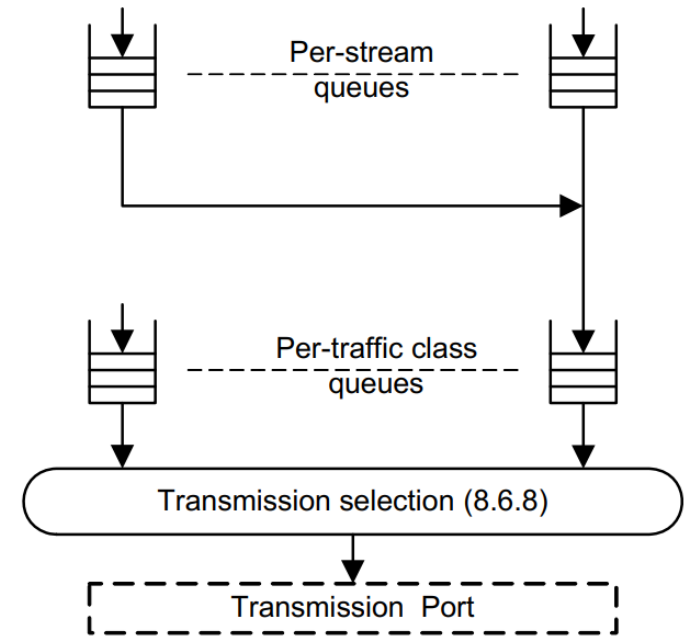 Per-stream
queues
Per-traffic class
queues
Transmission selection (8.6.8)
Transmission Port